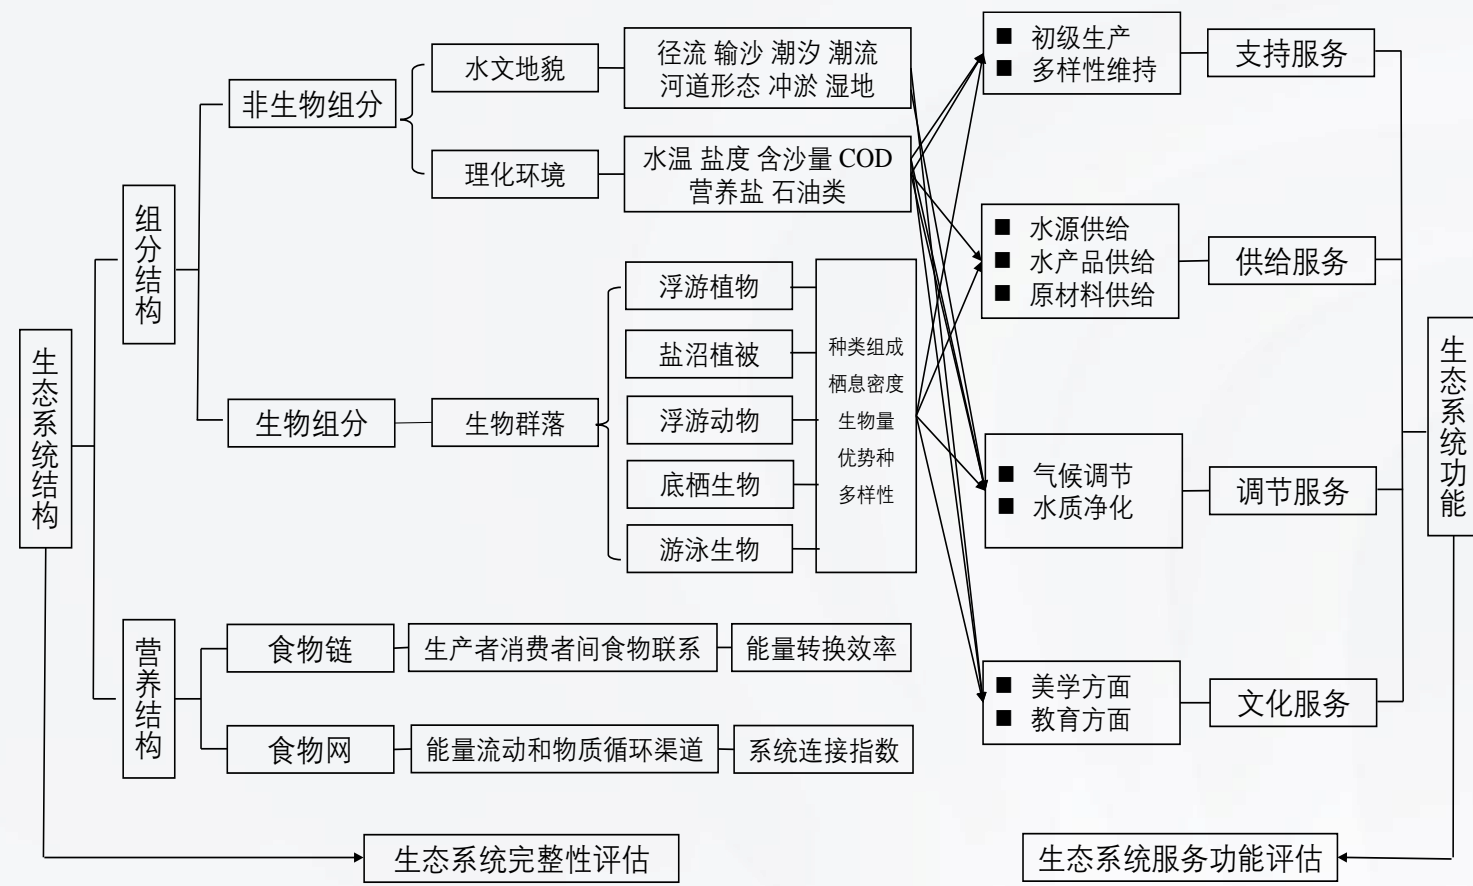 生态系统结构
组分结构
非生物组分
水文地貌
径流 输沙 潮汐 潮流
河道形态 冲淤 湿地
理化环境
水温 盐度 含沙量 COD
营养盐 石油类
生物组分
生物群落
浮游植物
盐沼植被
浮游动物
底栖生物
游泳生物
种类组成
栖息密度
生物量
优势种
多样性
营养结构
食物链
生产者消费者间食物联系
能量转换效率
食物网
能量流动和物质循环渠道
系统连接指数
生态系统完整性评估
■ 初级生产
■ 多样性维持
支持服务
■ 水源供给
■ 水产品供给
■ 原材料供给
供给服务
■ 气候调节
■ 水质净化
调节服务
■ 美学方面
■ 教育方面
文化服务
生态系统功能
生态系统服务功能评估